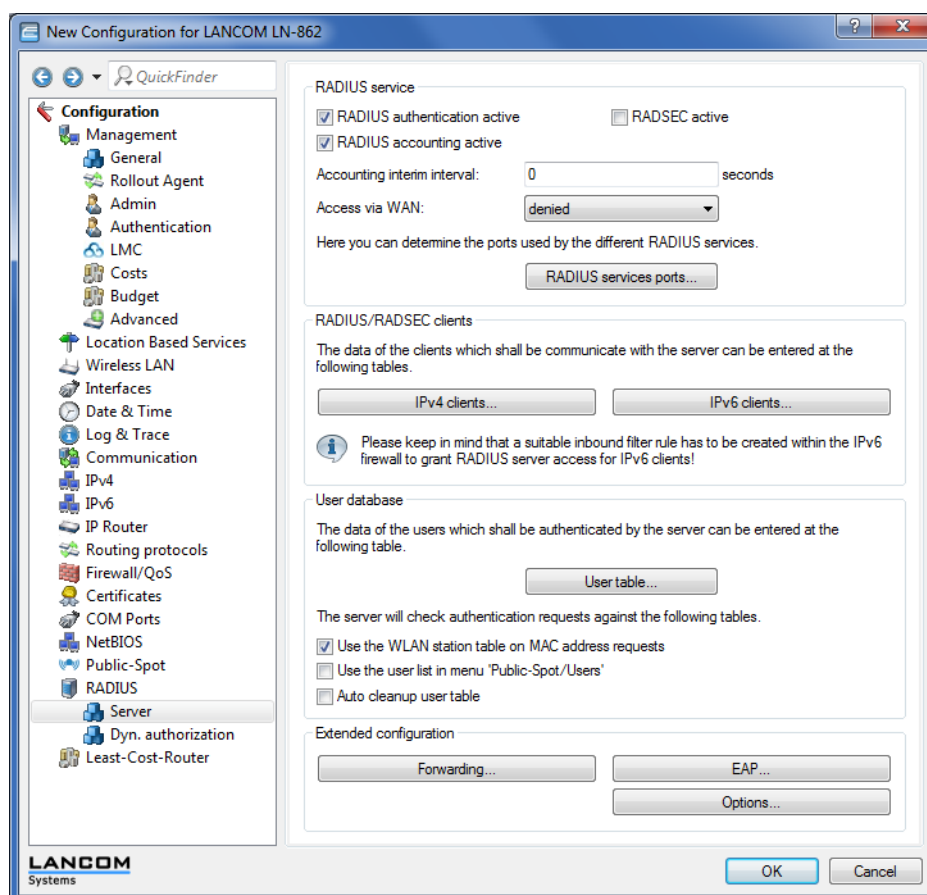 New Configuration for LANCOM LN-862
QuickFinder
Configuration
Management
General
Rollout Agent
Admin
Authentication
LMC
Costs
Budget
Advanced
Location Based Services
Wireless LAN
Interfaces
Date & Time
Log & Trace
Communication
IPv4
IPv6
IP Router
Routing protocols
Firewall/QoS
Certificates
COM Ports
NetBIOS
Public-Spot
RADIUS
Server
Dyn. authorization
Least-Cost-Router
RADIUS service
RADIUS authentication active RADSEC active
RADIUS accounting active
Accounting interim interval: 0 seconds
Access via WAN: denied
Here you can determine the ports used by the different RADIUS services.
RADIUS services ports...
RADIUS/RADSEC clients
The data of the clients which shall be communicate with the server can be entered at the
following tables.
IPv4 clients... IPv6 clients...
Please keep in mind that a suitable inbound filter rule has to be created within the IPv6
firewall to grant RADIUS server access for IPv6 clients!
User database
The data of the users which shall be authenticated by the server can be entered at the
following table.
User table...
The server will check authentication requests against the following tables.
Use the WLAN station table on MAC address requests
Use the user list in menu 'Public-Spot/Users'
Auto cleanup user table
Extended configuration
Forwarding... EAP...
Options...
LANCOM
Systems
OK Cancel